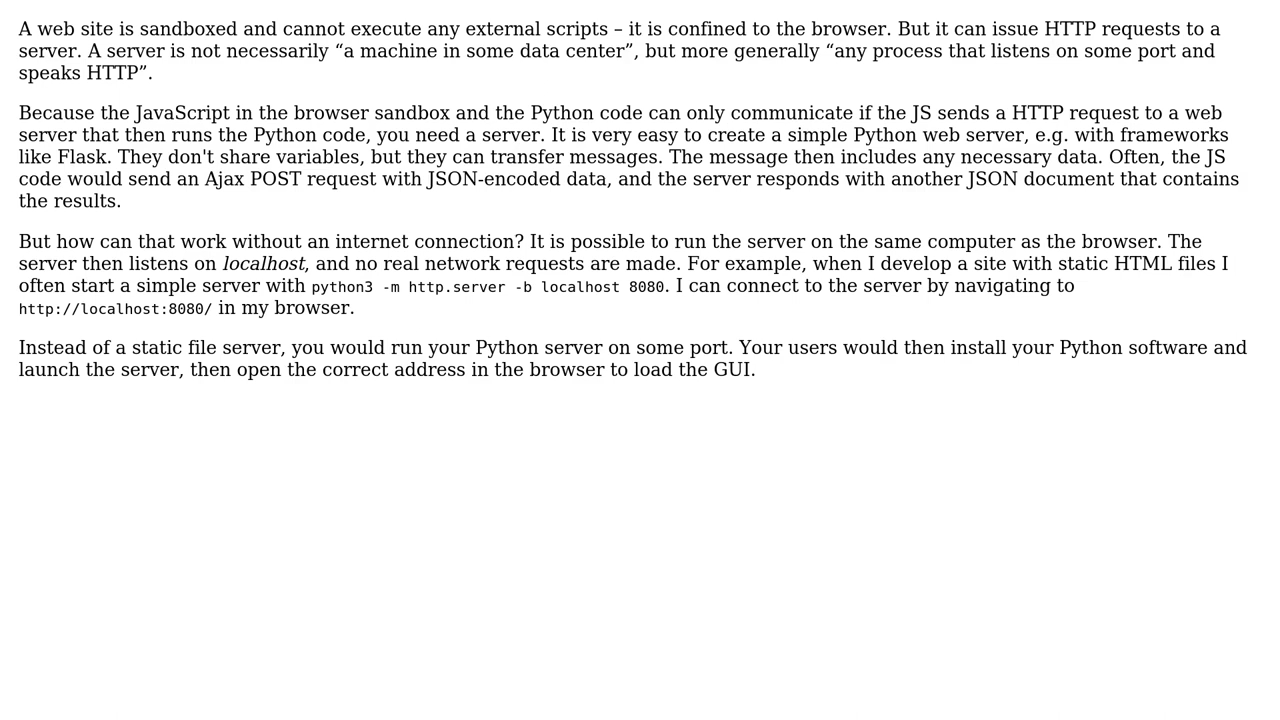 A web site is sandboxed and cannot execute any external scripts – it is confined to the browser. But it can issue HTTP requests to a
server. A server is not necessarily “a machine in some data center”, but more generally “any process that listens on some port and
speaks HTTP”.
Because the JavaScript in the browser sandbox and the Python code can only communicate if the JS sends a HTTP request to a web
server that then runs the Python code, you need a server. It is very easy to create a simple Python web server, e.g. with frameworks
like Flask. They don't share variables, but they can transfer messages. The message then includes any necessary data. Often, the JS
code would send an Ajax POST request with JSON-encoded data, and the server responds with another JSON document that contains
the results.
But how can that work without an internet connection? It is possible to run the server on the same computer as the browser. The
server then listens on localhost, and no real network requests are made. For example, when I develop a site with static HTML files I
often start a simple server with python3 -m http.server -b localhost 8080. I can connect to the server by navigating to
http://localhost:8080/ in my browser.
Instead of a static file server, you would run your Python server on some port. Your users would then install your Python software and
launch the server, then open the correct address in the browser to load the GUI.